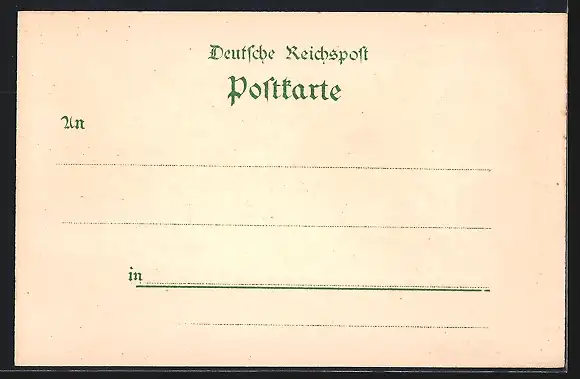 Deutſche Reichspoſt
Poſtkarte
An
in